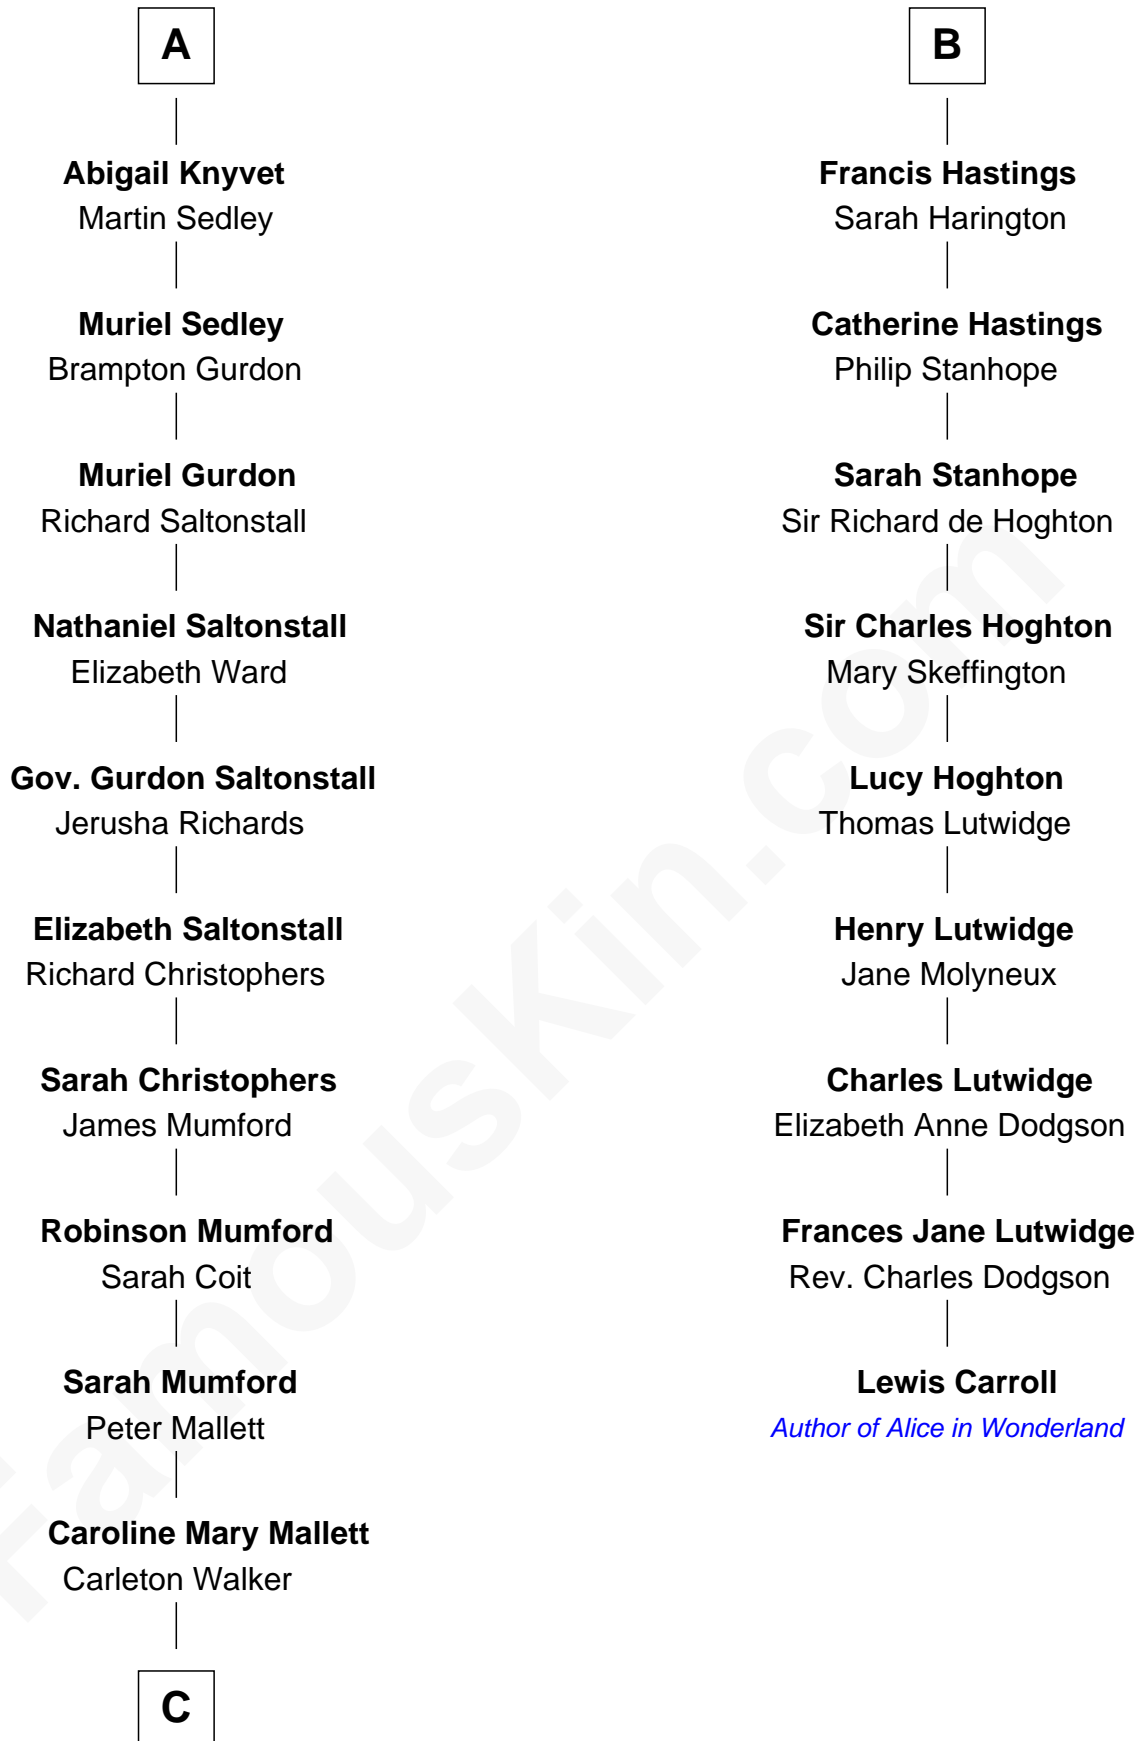 A
Abigail Knyvet
Martin Sedley
Muriel Sedley
Brampton Gurdon
Muriel Gurdon
Richard Saltonstall
Nathaniel Saltonstall
Elizabeth Ward
Gov. Gurdon Saltonstall
Jerusha Richards
Elizabeth Saltonstall
Richard Christophers
Sarah Christophers
James Mumford
Robinson Mumford
Sarah Coit
Sarah Mumford
Peter Mallett
Caroline Mary Mallett
Carleton Walker
C
B
Francis Hastings
Sarah Harington
Catherine Hastings
Philip Stanhope
Sarah Stanhope
Sir Richard de Hoghton
Sir Charles Hoghton
Mary Skeffington
Lucy Hoghton
Thomas Lutwidge
Henry Lutwidge
Jane Molyneux
Charles Lutwidge
Elizabeth Anne Dodgson
Frances Jane Lutwidge
Rev. Charles Dodgson
Lewis Carroll
Author of Alice in Wonderland
FamousKin.com